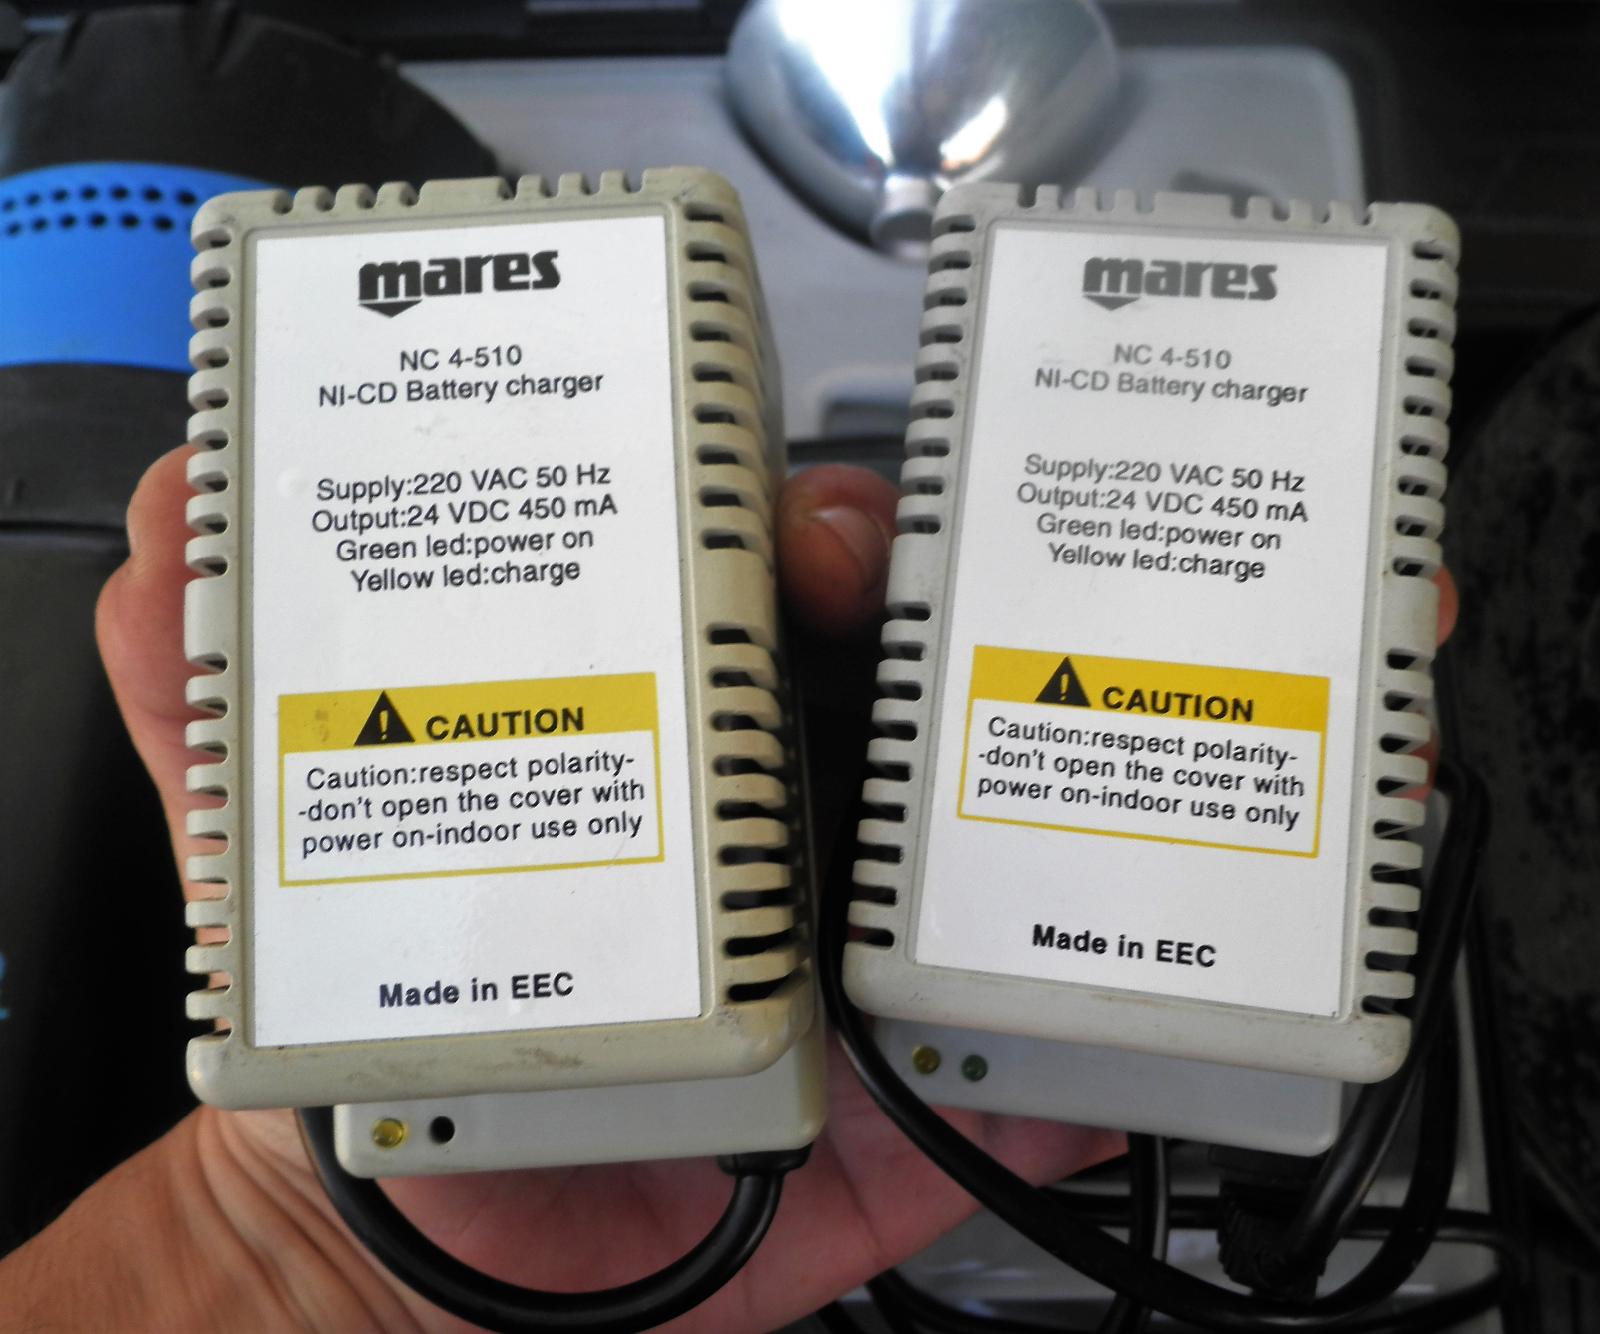 mares
NC 4-510
NI-CD Battery charger
Supply:220 VAC 50 Hz
Output:24 VDC 450 mA
Green led:power on
Yellow led:charge
! CAUTION
Caution:respect polarity-
-don't open the cover with
power on-indoor use only
Made in EEC
mares
NC 4-510
NI-CD Battery charger
Supply:220 VAC 50 Hz
Output:24 VDC 450 mA
Green led:power on
Yellow led:charge
! CAUTION
Caution:respect polarity-
-don't open the cover with
power on-indoor use only
Made in EEC